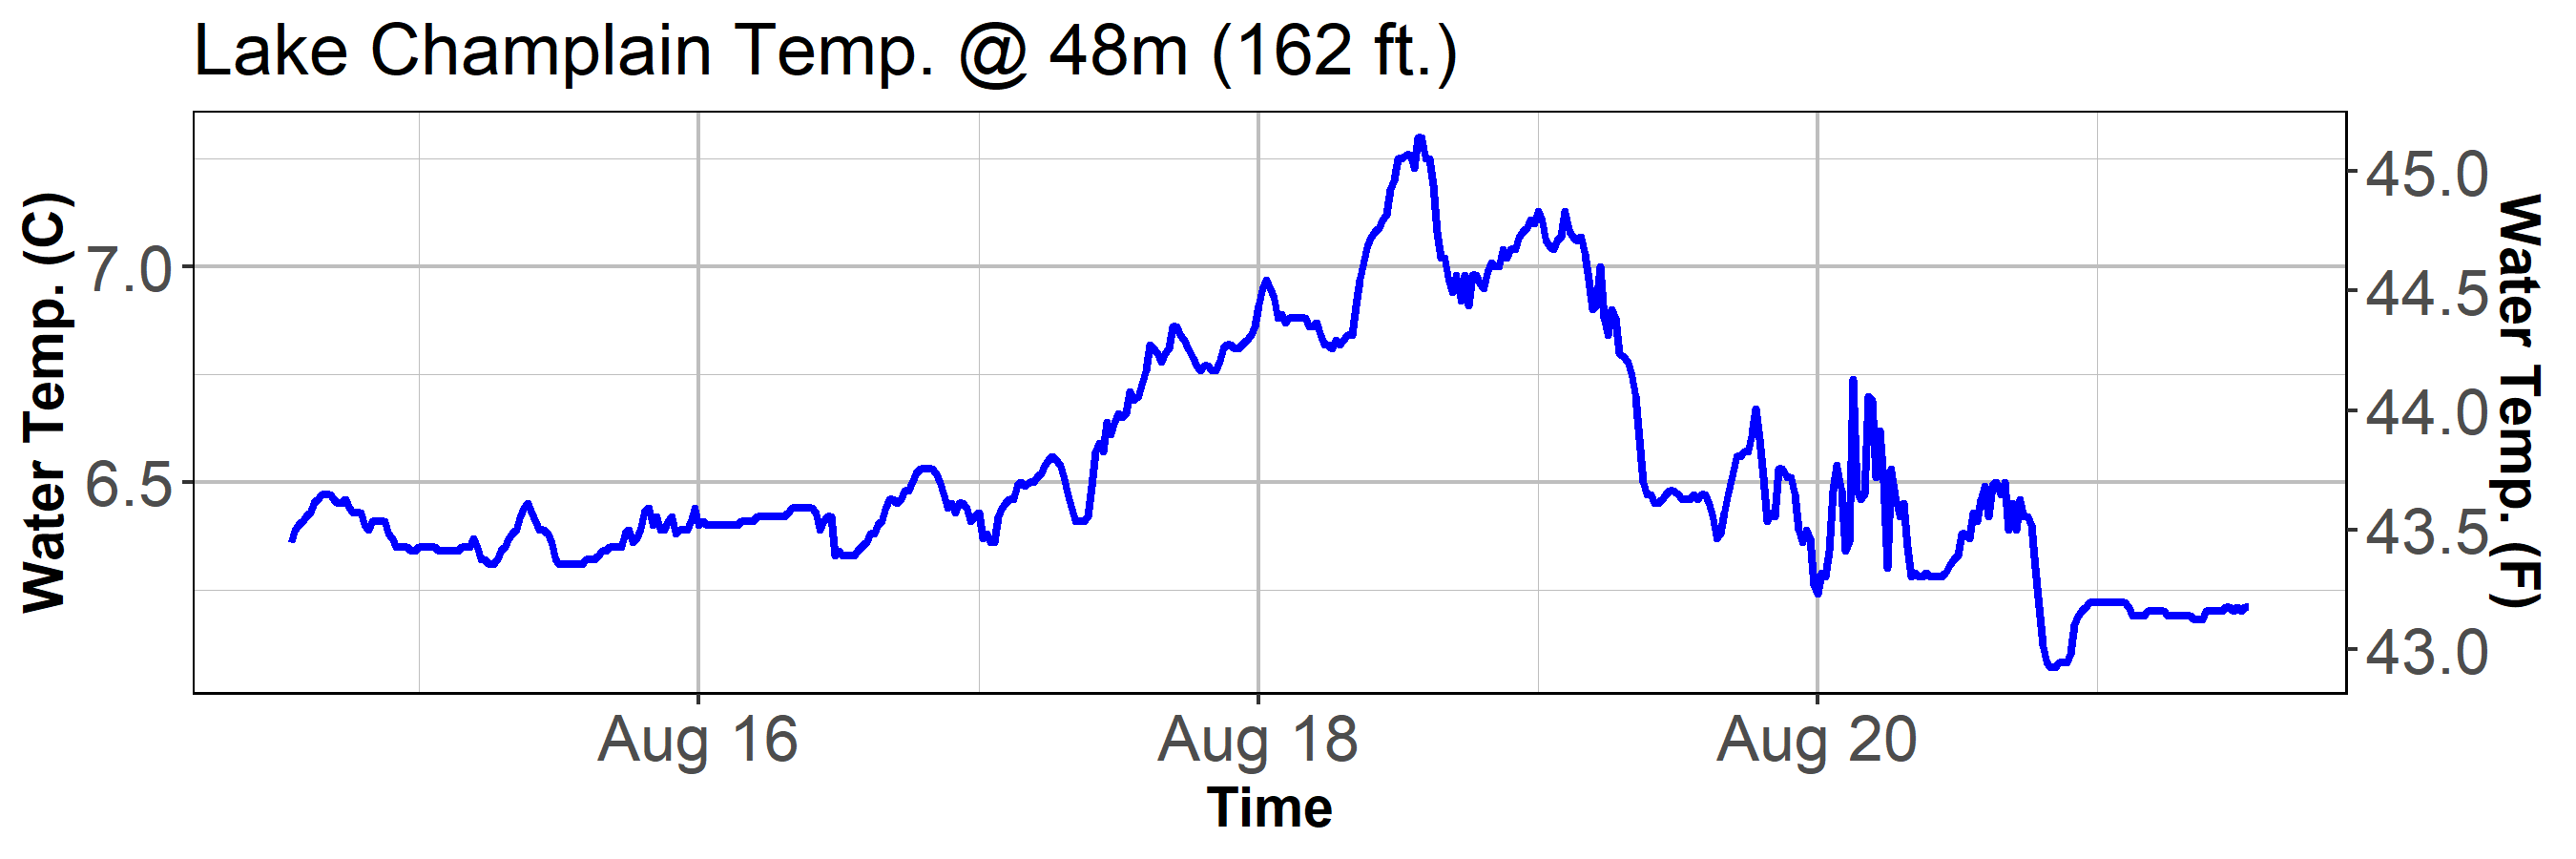 Lake Champlain Temp. @ 48m (162 ft.)
Water Temp. (C)
7.0
6.5
45.0
44.5
44.0
43.5
43.0
Water Temp. (F)
Aug 16
Aug 18
Aug 20
Time